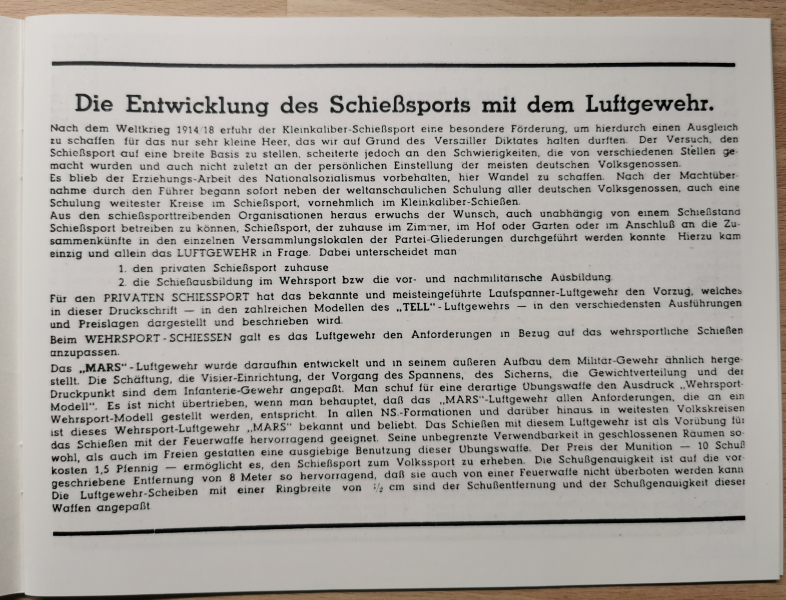 Die Entwicklung des Schießsports mit dem Luftgewehr.
Nach dem Weltkrieg 1914/18 erfuhr der Kleinkaliber-Schießsport eine besondere Förderung, um hierdurch einen Ausgleich
zu schaffen für das nur sehr kleine Heer, das wir auf Grund des Versailler Diktates halten durften. Der Versuch, den
Schießsport auf eine breite Basis zu stellen, scheiterte jedoch an den Schwierigkeiten, die von verschiedenen Stellen ge-
macht wurden und auch nicht zuletzt an der persönlichen Einstellung der meisten deutschen Volksgenossen.
Es blieb der Erziehungs-Arbeit des Nationalsozialismus vorbehalten, hier Wandel zu schaffen. Nach der Machtüber-
nahme durch den Führer begann sofort neben der weltanschaulichen Schulung aller deutschen Volksgenossen, auch eine
Schulung weitester Kreise im Schießsport, vornehmlich im Kleinkaliber-Schießen.
Aus den schießsporttreibenden Organisationen heraus erwuchs der Wunsch, auch unabhängig von einem Schießstand
Schießsport betreiben zu können, Schießsport, der zuhause im Zimmer, im Hof oder Garten oder im Anschluß an die Zu-
sammenkünfte in den einzelnen Versammlungslokalen der Partei-Gliederungen durchgeführt werden konnte Hierzu kam
einzig und allein das LUFTGEWEHR in Frage. Dabei unterscheidet man
1. den privaten Schießsport zuhause
2. die Schießausbildung im Wehrsport bzw die vor- und nachmilitärische Ausbildung.
Für den PRIVATEN SCHIESSPORT hat das bekannte und meisteingeführte Laufspanner-Luftgewehr den Vorzug, welches
in dieser Druckschrift — in den zahlreichen Modellen des „TELL"-Luftgewehrs — in den verschiedensten Ausführungen
und Preislagen dargestellt und beschrieben wird.
Beim WEHRSPORT-SCHIESSEN galt es das Luftgewehr den Anforderungen in Bezug auf das wehrsportliche Schießen
anzupassen.
Das „MARS"-Luftgewehr wurde daraufhin entwickelt und in seinem äußeren Aufbau dem Militär-Gewehr ähnlich herge-
stellt. Die Schäftung, die Visier-Einrichtung, der Vorgang des Spannens, des Sicherns, die Gewichtverteilung und der
Druckpunkt sind dem Infanterie-Gewehr angepaßt. Man schuf für eine derartige Übungswaffe den Ausdruck „Wehrsport-
Modell". Es ist nicht übertrieben, wenn man behauptet, daß das „MARS"-Luftgewehr allen Anforderungen, die an ein
Wehrsport-Modell gestellt werden, entspricht. In allen NS.-Formationen und darüber hinaus in weitesten Volkskreisen
ist dieses Wehrsport-Luftgewehr „MARS" bekannt und beliebt. Das Schießen mit diesem Luftgewehr ist als Vorübung für
das Schießen mit der Feuerwaffe hervorragend geeignet. Seine unbegrenzte Verwendbarkeit in geschlossenen Räumen so-
wohl, als auch im Freien gestatten eine ausgiebige Benutzung dieser Übungswaffe. Der Preis der Munition — 10 Schuß
kosten 1,5 Pfennig — ermöglicht es, den Schießsport zum Volkssport zu erheben. Die Schußgenauigkeit ist auf die vor-
geschriebene Entfernung von 8 Meter so hervorragend, daß sie auch von einer Feuerwaffe nicht überboten werden kann
Die Luftgewehr-Scheiben mit einer Ringbreite von ½ cm sind der Schußentfernung und der Schußgenauigkeit dieser
Waffen angepaßt